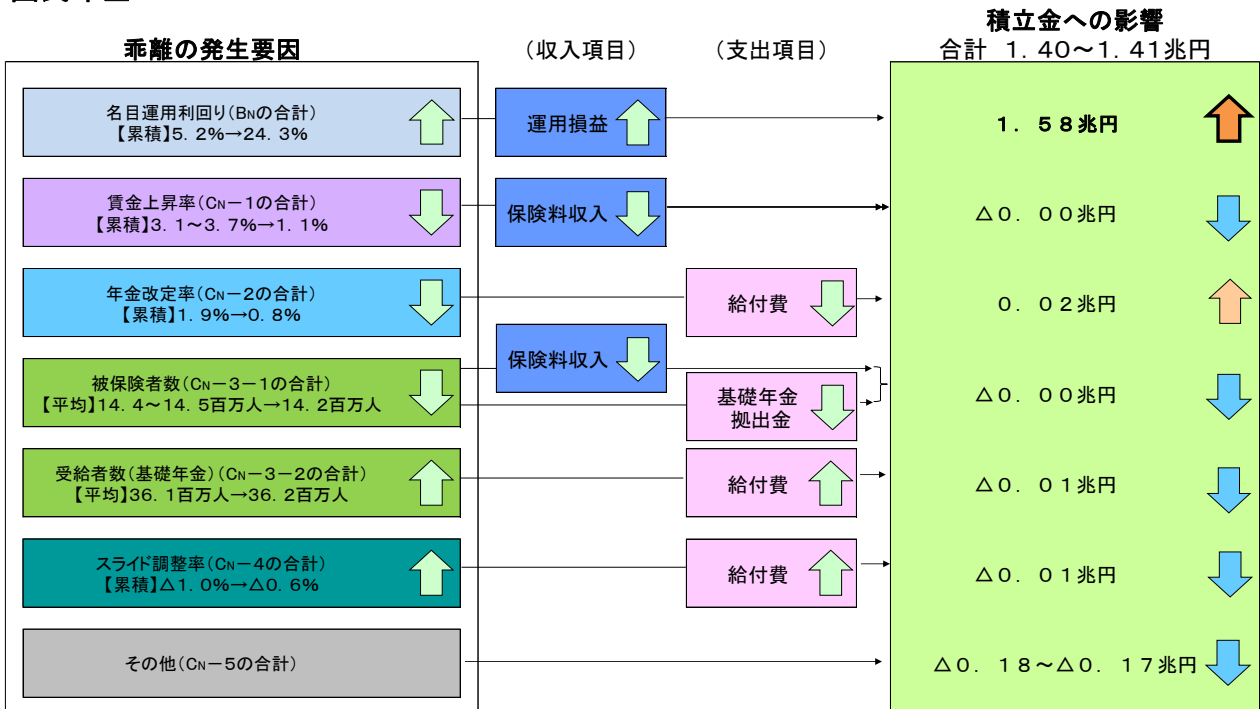 積立金への影響
乖離の発生要因
（収入項目）
（支出項目）
合計 1.40～1.41兆円
名目運用利回り(BNの合計)
【累積】5.2%→24.3%
運用損益
1.58兆円
賃金上昇率(CN－1の合計)
【累積】3.1～3.7%→1.1%
保険料収入
△0.00兆円
年金改定率(CN－2の合計)
【累積】1.9%→0.8%
給付費
0.02兆円
保険料収入
被保険者数(CN－3－1の合計)
【平均】14.4～14.5百万人→14.2百万人
基礎年金
拠出金
△0.00兆円
受給者数(基礎年金)(CN－3－2の合計)
【平均】36.1百万人→36.2百万人
給付費
△0.01兆円
スライド調整率(CN－4の合計)
【累積】△1.0%→△0.6%
給付費
△0.01兆円
その他(CN－5の合計)
△0.18～△0.17兆円